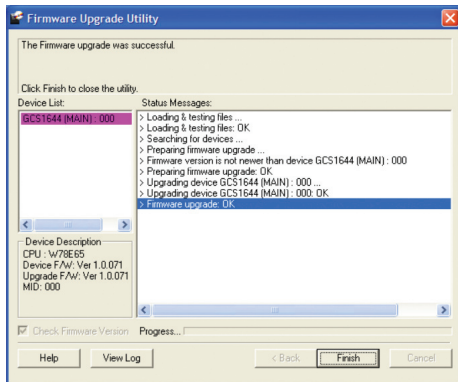 Firmware Upgrade Utility
The Firmware upgrade was successful.
Click Finish to close the utility.
Device List:
Status Messages:
GCS1644 (MAIN) : 000
> Loading & testing files ...
> Loading & testing files: OK
> Searching for devices ...
> Preparing firmware upgrade ...
> Firmware version is not newer than device GCS1644 (MAIN) : 000
> Preparing firmware upgrade: OK
> Upgrading device GCS1644 (MAIN) : 000 ...
> Upgrading device GCS1644 (MAIN) : 000: OK
> Firmware upgrade: OK
Device Description
CPU : W78E65
Device F/W: Ver 1.0.071
Upgrade F/W: Ver 1.0.071
MID: 000
Check Firmware Version
Progress...
Help
View Log
< Back
Finish
Cancel